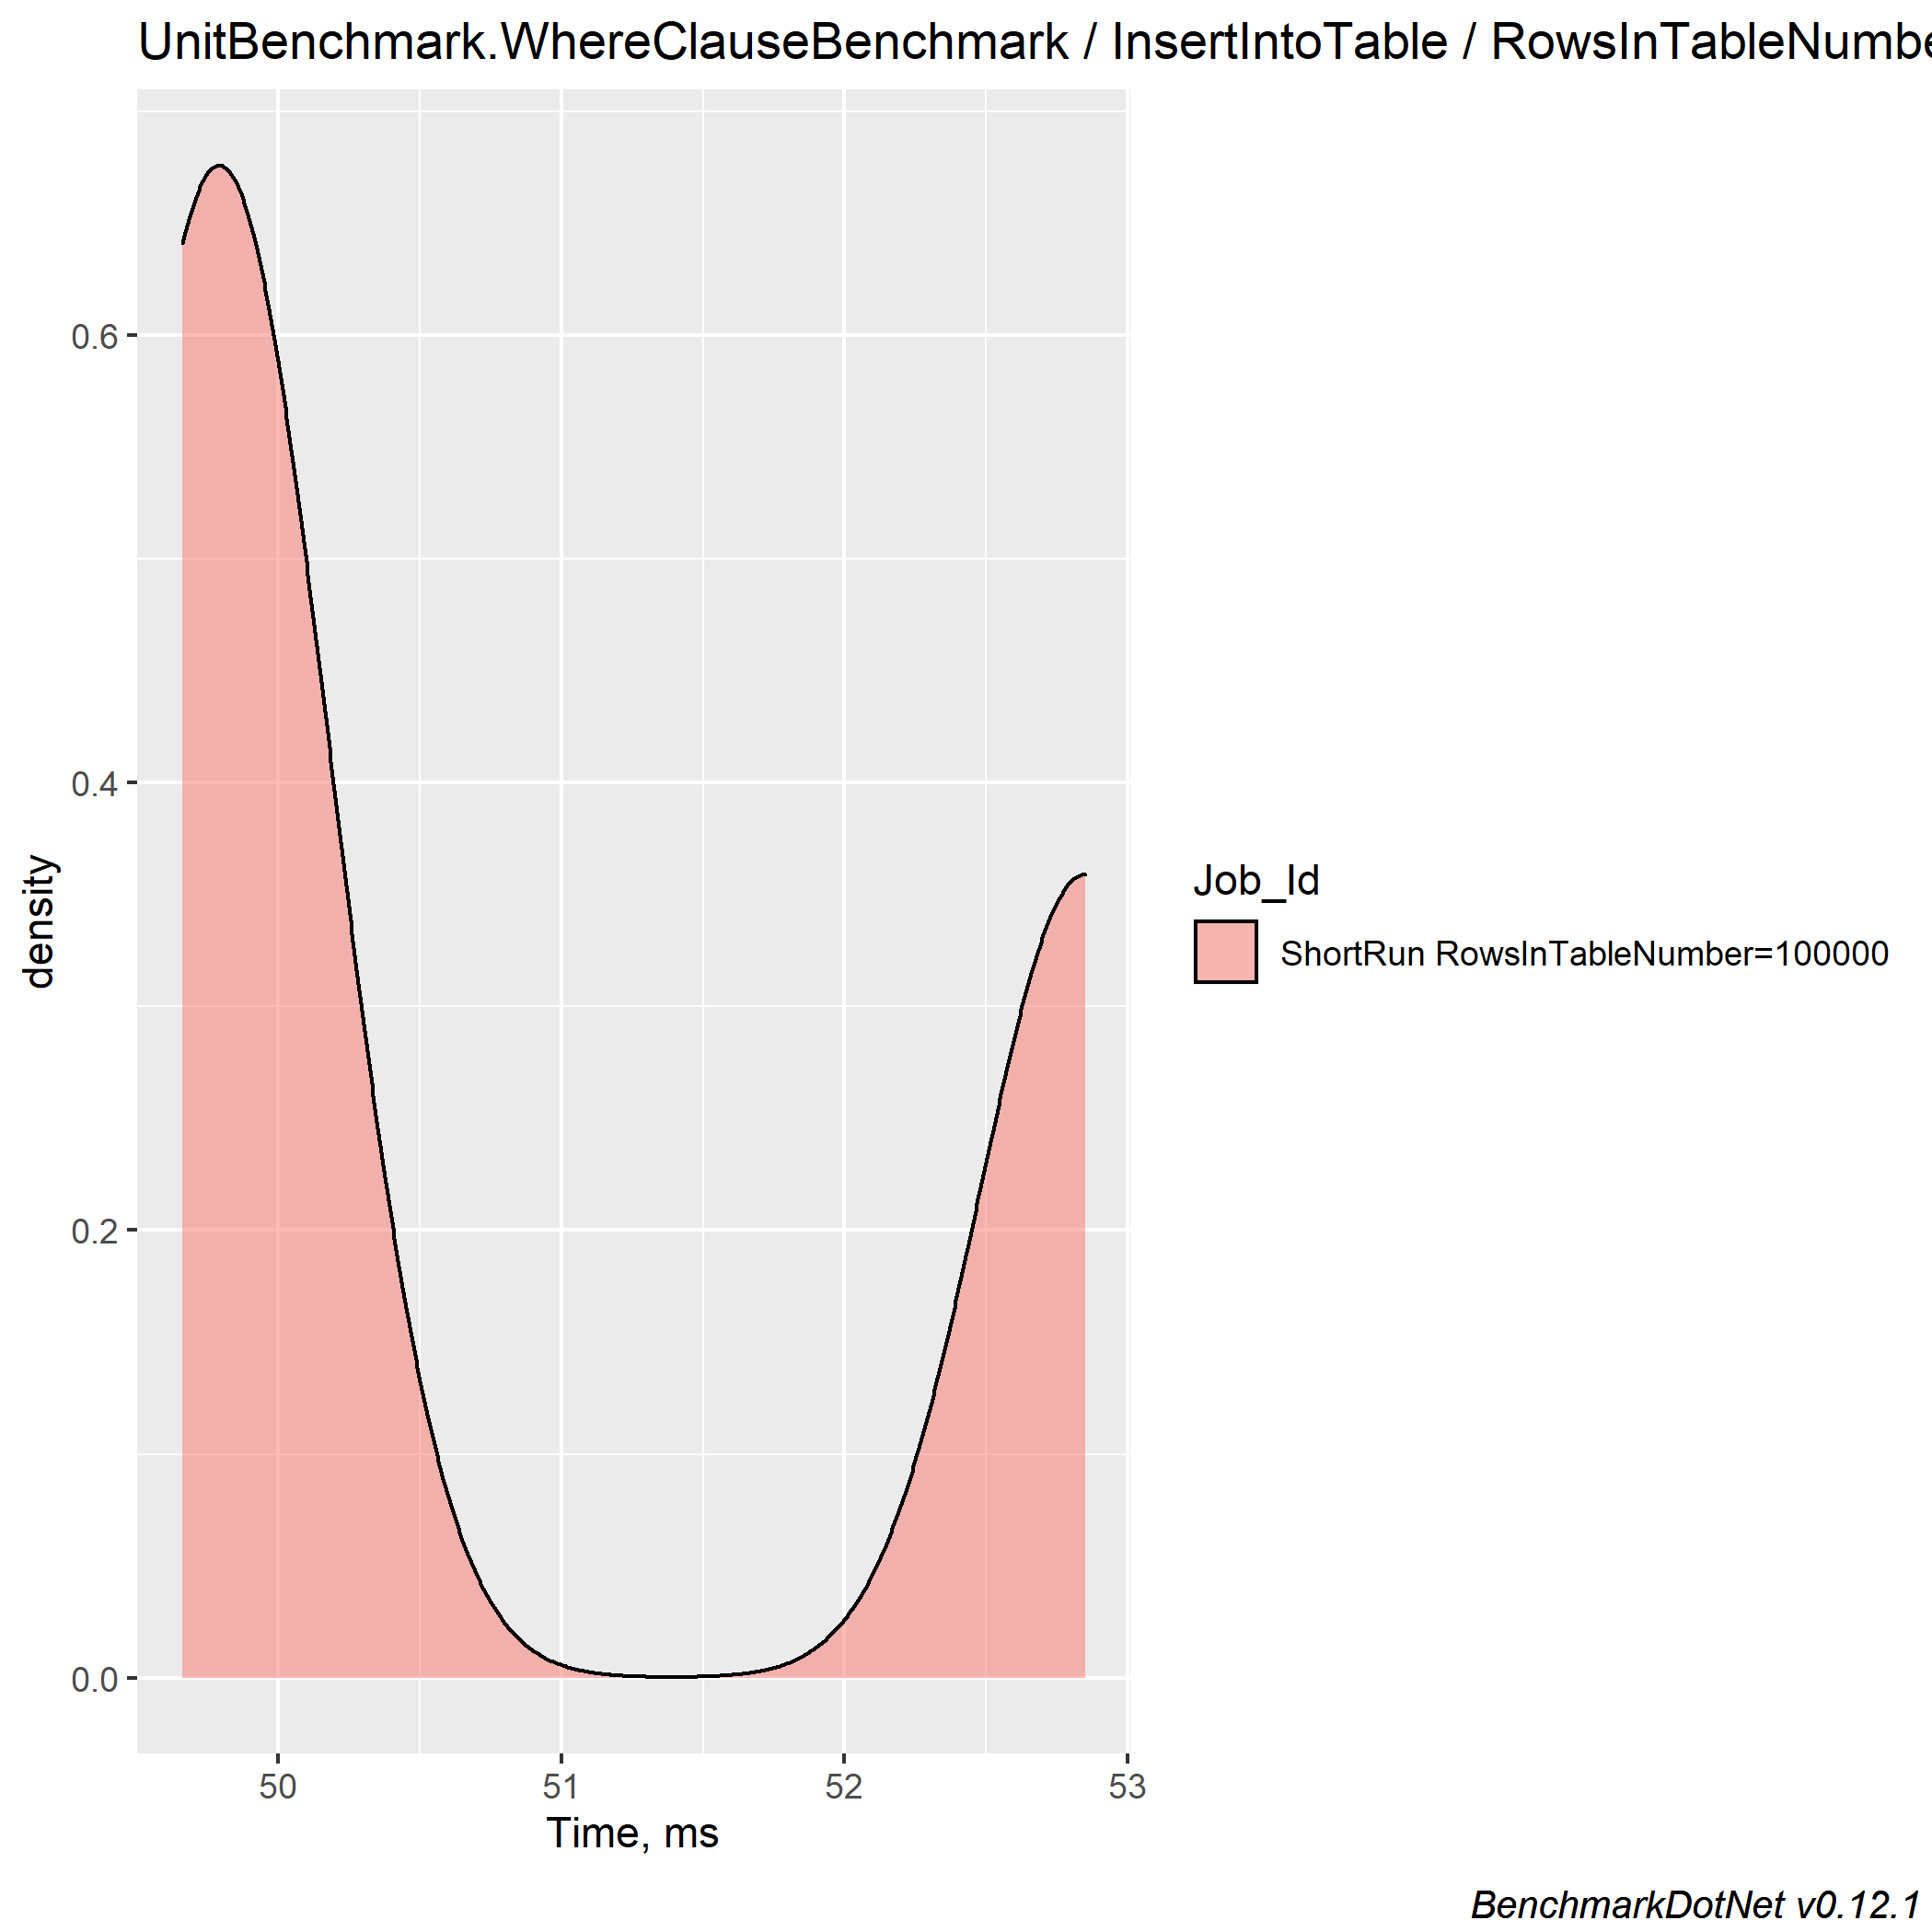 UnitBenchmark.WhereClauseBenchmark / InsertIntoTable / RowsInTableNumbe
0.6
0.4
0.2
0.0
density
50 51 52 53
Time, ms
Job_Id
ShortRun RowsInTableNumber=100000
BenchmarkDotNet v0.12.1